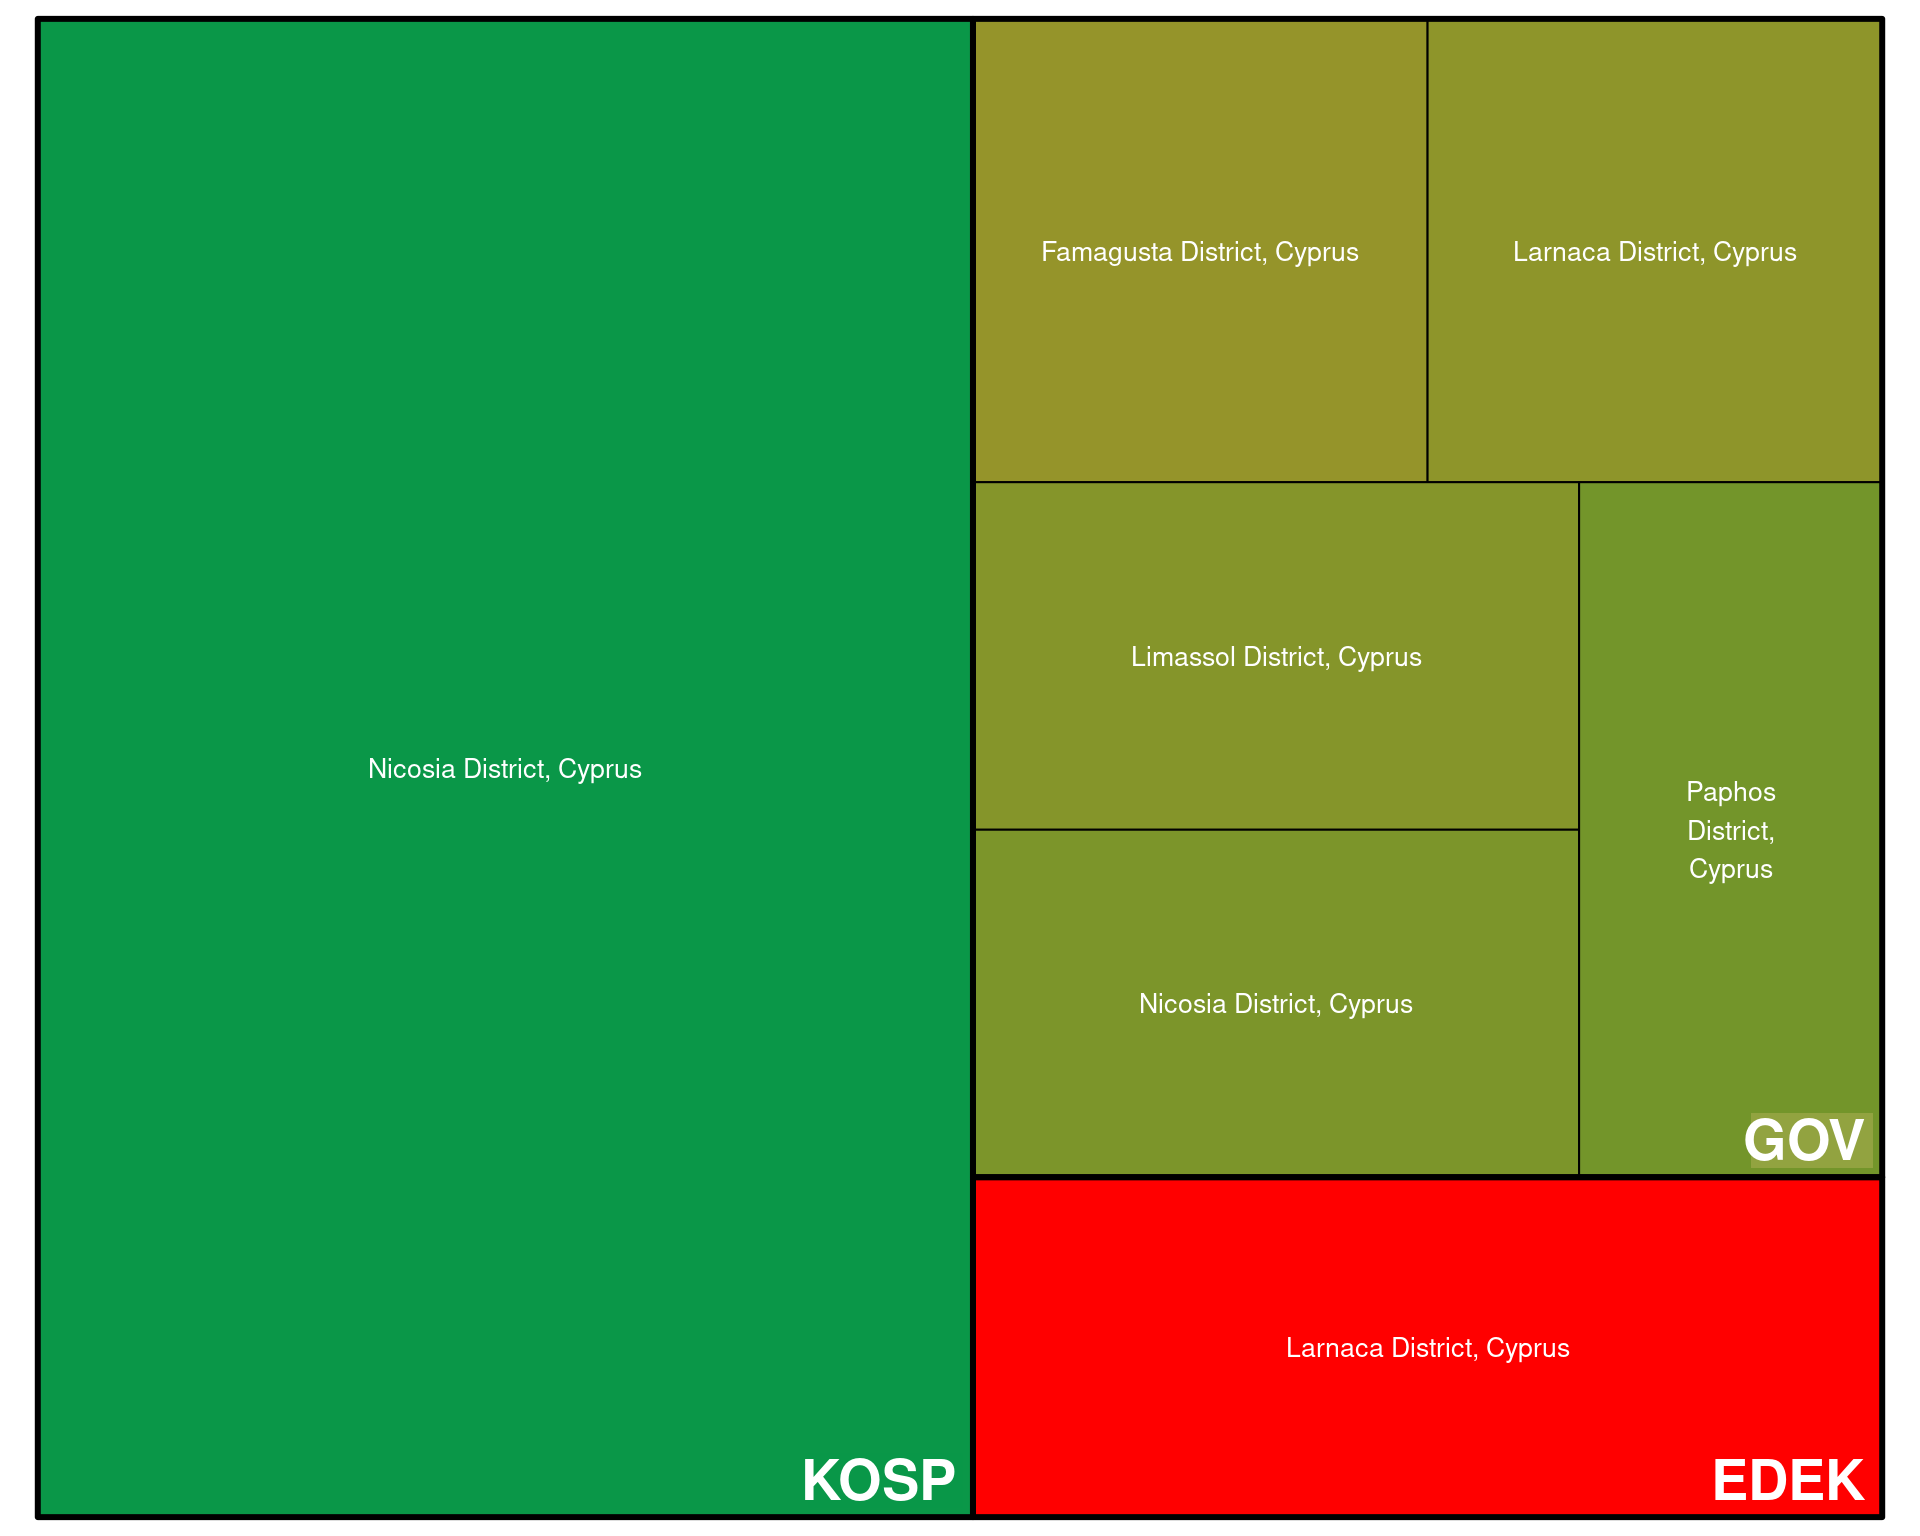 Nicosia District, Cyprus
KOSP
Famagusta District, Cyprus
Larnaca District, Cyprus
Limassol District, Cyprus
Nicosia District, Cyprus
Paphos
District,
Cyprus
GOV
Larnaca District, Cyprus
EDEK